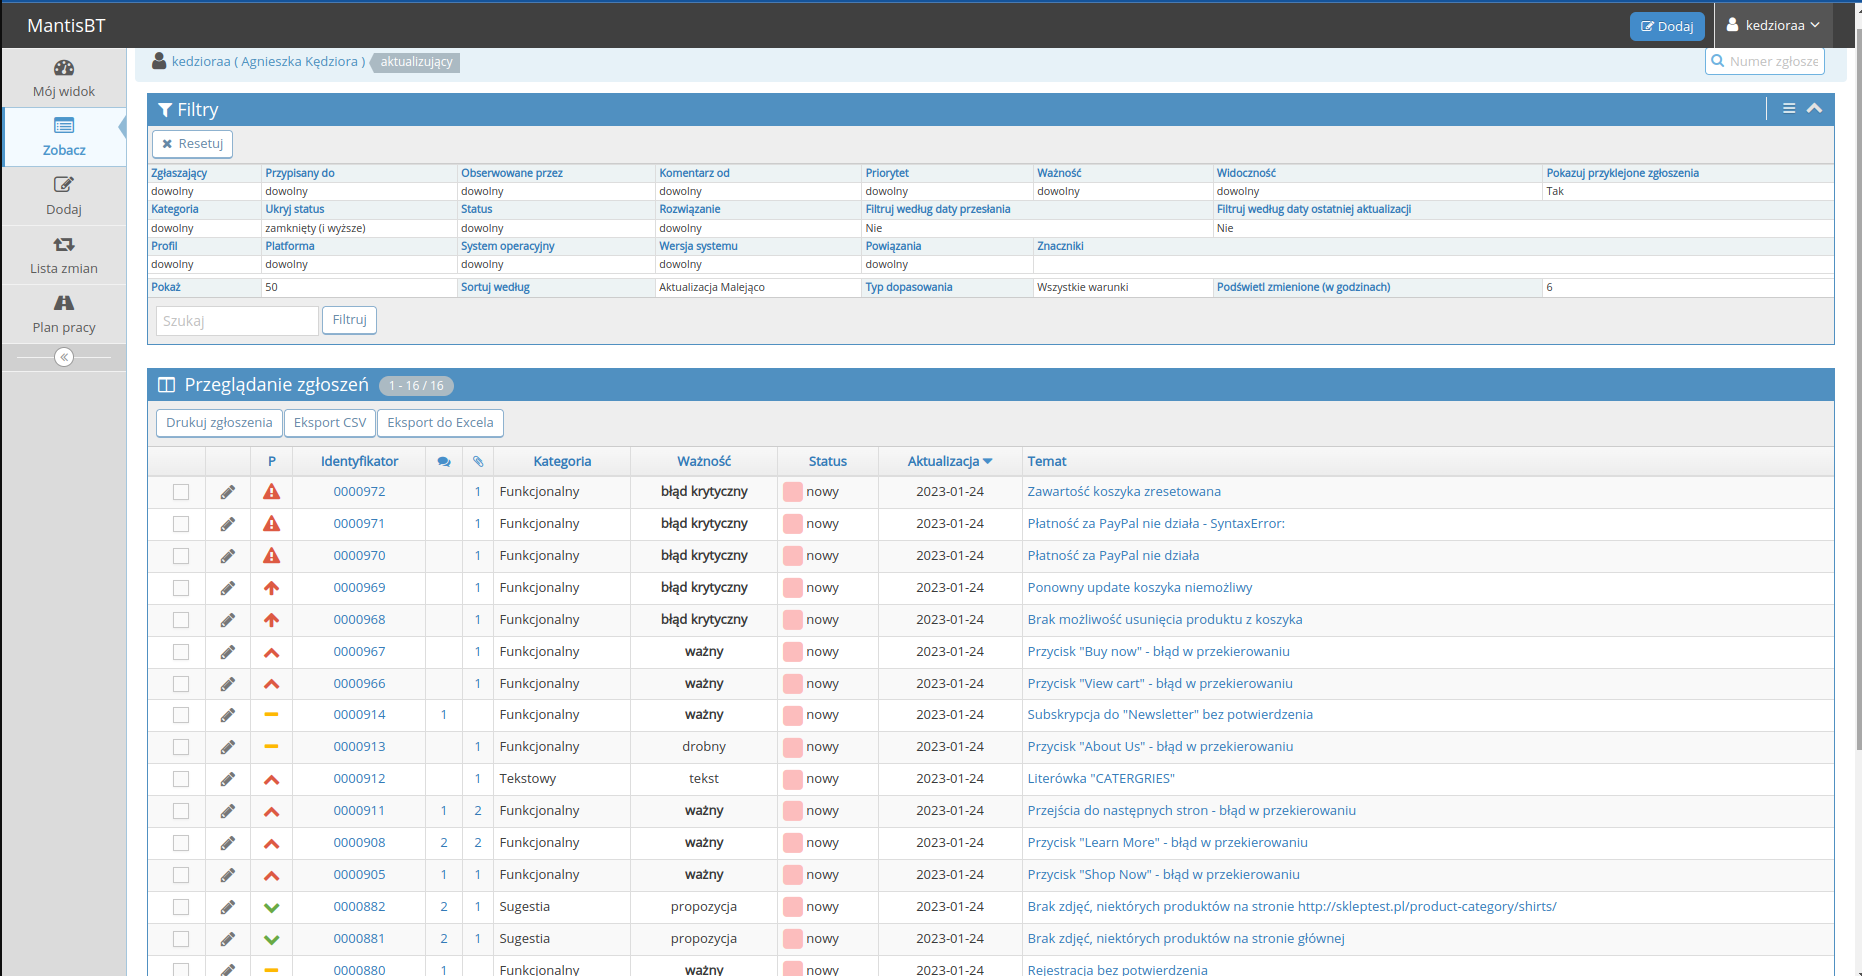 MantisBT
Dodaj
kedzioraa
kedzioraa ( Agnieszka Kędziora )
aktualizujący
Numer zgłosze
Mój widok
Zobacz
Dodaj
Lista zmian
Plan pracy
Filtry
Resetuj
Zgłaszający Przypisany do Obserwowane przez Komentarz od Priorytet Ważność Widoczność Pokazuj przyklejone zgłoszenia
dowolny dowolny dowolny dowolny dowolny dowolny dowolny Tak
Kategoria Ukryj status Status Rozwiązanie Filtruj według daty przesłania Filtruj według daty ostatniej aktualizacji
dowolny zamknięty (i wyższe) dowolny dowolny Nie Nie
Profil Platforma System operacyjny Wersja systemu Powiązania Znaczniki
dowolny dowolny dowolny dowolny dowolny
Pokaż 50 Sortuj według Aktualizacja Malejąco Typ dopasowania Wszystkie warunki Podświetl zmienione (w godzinach) 6
Szukaj Filtruj
Przeglądanie zgłoszeń 1 - 16 / 16
Drukuj zgłoszenia Eksport CSV Eksport do Excela
P Identyfikator Kategoria Ważność Status Aktualizacja Temat
0000972 1 Funkcjonalny błąd krytyczny nowy 2023-01-24 Zawartość koszyka zresetowana
0000971 1 Funkcjonalny błąd krytyczny nowy 2023-01-24 Płatność za PayPal nie działa - SyntaxError:
0000970 1 Funkcjonalny błąd krytyczny nowy 2023-01-24 Płatność za PayPal nie działa
0000969 1 Funkcjonalny błąd krytyczny nowy 2023-01-24 Ponowny update koszyka niemożliwy
0000968 1 Funkcjonalny błąd krytyczny nowy 2023-01-24 Brak możliwość usunięcia produktu z koszyka
0000967 1 Funkcjonalny ważny nowy 2023-01-24 Przycisk "Buy now" - błąd w przekierowaniu
0000966 1 Funkcjonalny ważny nowy 2023-01-24 Przycisk "View cart" - błąd w przekierowaniu
0000914 1 Funkcjonalny ważny nowy 2023-01-24 Subskrypcja do "Newsletter" bez potwierdzenia
0000913 1 Funkcjonalny drobny nowy 2023-01-24 Przycisk "About Us" - błąd w przekierowaniu
0000912 1 Tekstowy tekst nowy 2023-01-24 Literówka "CATERGRIES"
0000911 1 2 Funkcjonalny ważny nowy 2023-01-24 Przejścia do następnych stron - błąd w przekierowaniu
0000908 2 2 Funkcjonalny ważny nowy 2023-01-24 Przycisk "Learn More" - błąd w przekierowaniu
0000905 1 1 Funkcjonalny ważny nowy 2023-01-24 Przycisk "Shop Now" - błąd w przekierowaniu
0000882 2 1 Sugestia propozycja nowy 2023-01-24 Brak zdjęć, niektórych produktów na stronie http://skleptest.pl/product-category/shirts/
0000881 2 1 Sugestia propozycja nowy 2023-01-24 Brak zdjęć, niektórych produktów na stronie głównej
0000880 1 Funkcjonalny ważny nowy 2023-01-24 Rejestracja bez potwierdzenia